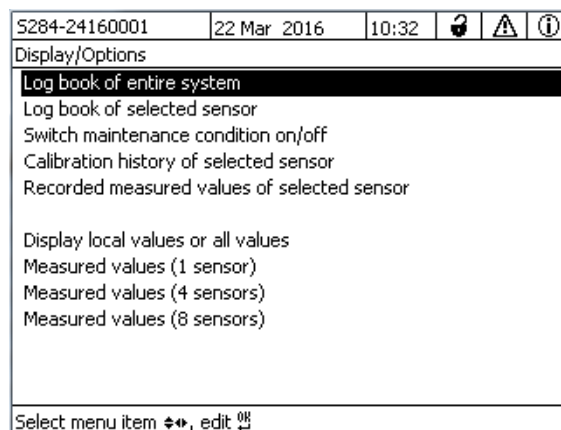 S284-24160001 22 Mar 2016 10:32
Display/Options
Log book of entire system
Log book of selected sensor
Switch maintenance condition on/off
Calibration history of selected sensor
Recorded measured values of selected sensor
Display local values or all values
Measured values (1 sensor)
Measured values (4 sensors)
Measured values (8 sensors)
Select menu item, edit OK